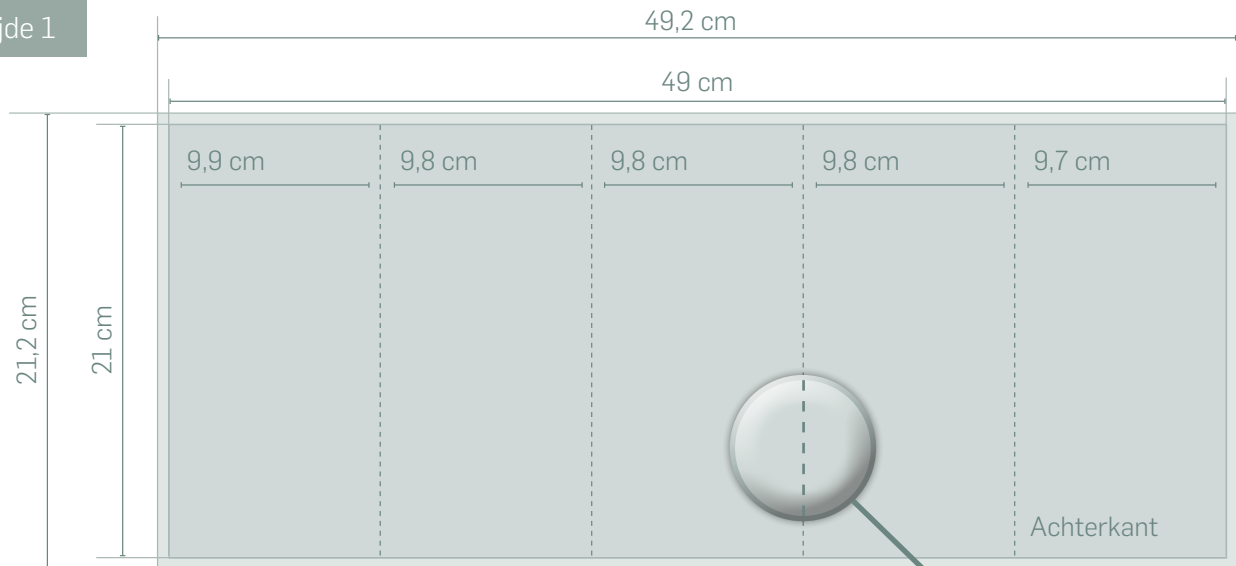 jde 1
49,2 cm
49 cm
9,9 cm
9,8 cm
9,8 cm
9,8 cm
9,7 cm
21,2 cm
21 cm
Achterkant